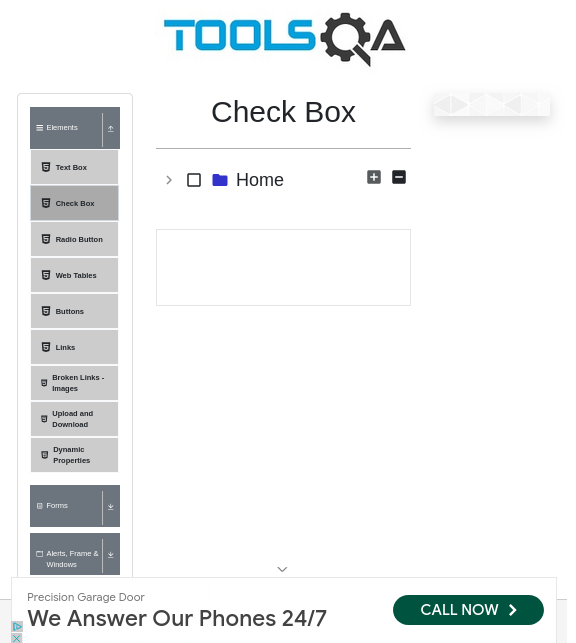 TOOLSQA
Elements
Text Box
Check Box
Radio Button
Web Tables
Buttons
Links
Broken Links -
Images
Upload and
Download
Dynamic
Properties
Forms
Alerts, Frame &
Windows
Check Box
Home
Precision Garage Door
We Answer Our Phones 24/7
CALL NOW